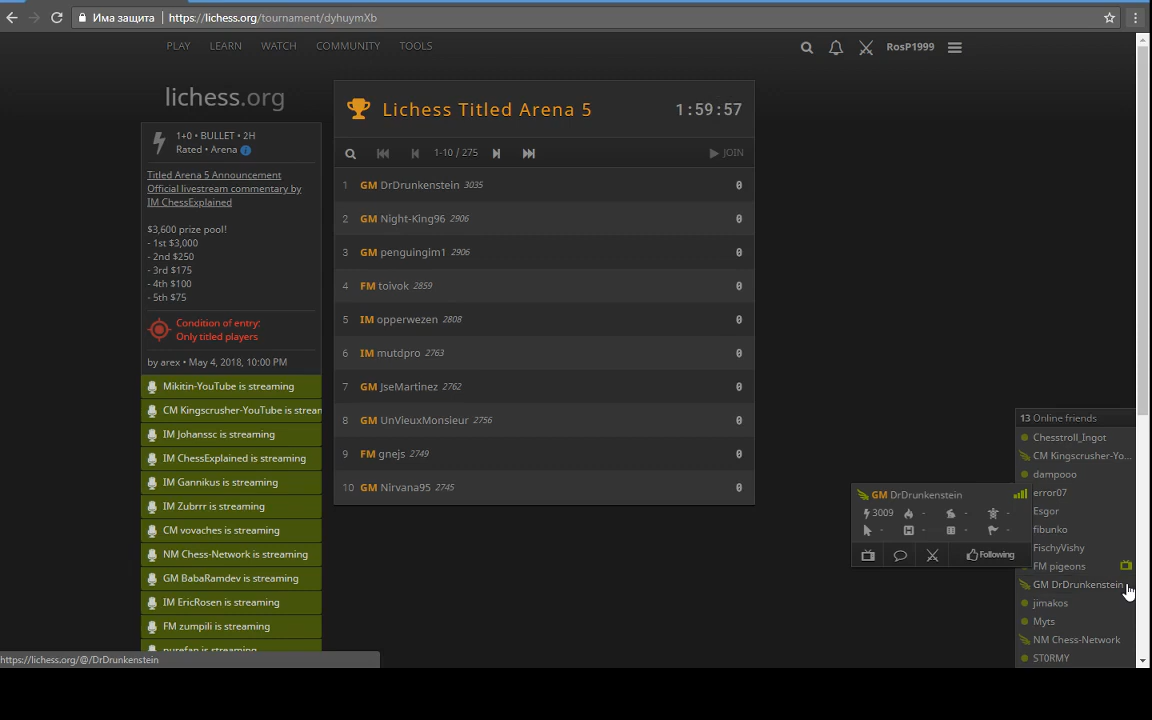 Има защита
https://lichess.org/tournament/dyhuymXb
PLAY LEARN WATCH COMMUNITY TOOLS
RosP1999
lichess.org
1+0 • BULLET • 2H
Rated • Arena
Titled Arena 5 Announcement
Official livestream commentary by
IM ChessExplained
$3,600 prize pool!
- 1st $3,000
- 2nd $250
- 3rd $175
- 4th $100
- 5th $75
Condition of entry:
Only titled players
by arex • May 4, 2018, 10:00 PM
Mikitin-YouTube is streaming
CM Kingscrusher-YouTube is strean
IM Johanssc is streaming
IM ChessExplained is streaming
IM Gannikus is streaming
IM Zubrrr is streaming
CM vovaches is streaming
NM Chess-Network is streaming
GM BabaRamdev is streaming
IM EricRosen is streaming
FM zumpili is streaming
purefan is streaming
Lichess Titled Arena 5 1:59:57
1-10 / 275 JOIN
1 GM DrDrunkenstein 3035 0
2 GM Night-King96 2906 0
3 GM penguingim1 2906 0
4 FM toivok 2859 0
5 IM opperwezen 2808 0
6 IM mutdpro 2763 0
7 GM JseMartinez 2762 0
8 GM UnVieuxMonsieur 2756 0
9 FM gnejs 2749 0
10 GM Nirvana95 2745 0
GM DrDrunkenstein
3009 - - -
- - - -
Following
13 Online friends
Chesstroll_Ingot
CM Kingscrusher-Yo...
dampooo
error07
Esgor
fibunko
FischyVishy
FM pigeons
GM DrDrunkenstein
jimakos
Myts
NM Chess-Network
ST0RMY
https://lichess.org/@/DrDrunkenstein